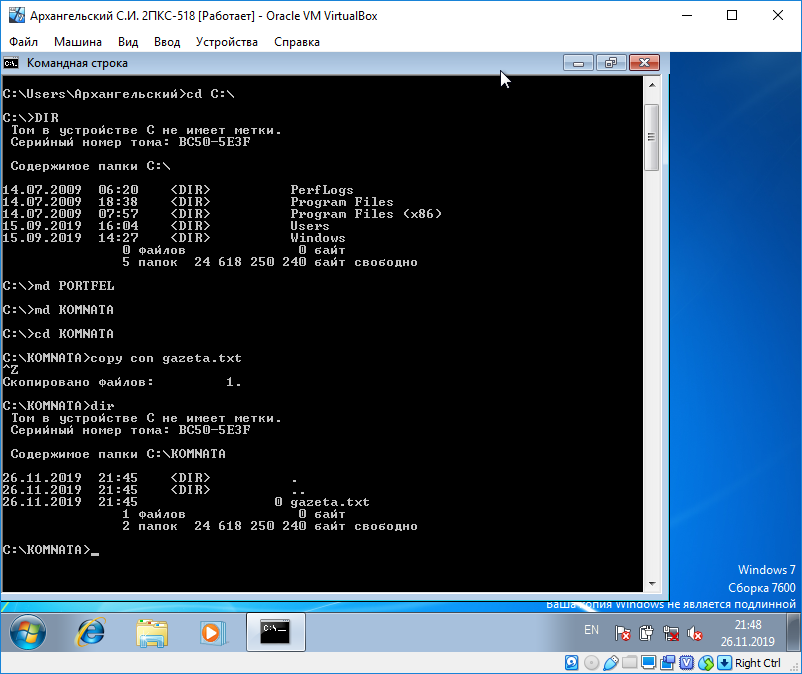 Архангельский С.И. 2ПКС-518 [Работает] - Oracle VM VirtualBox
Файл Машина Вид Ввод Устройства Справка
C:\. Командная строка
C:\Users\Архангельский>cd C:\
C:\>DIR
Том в устройстве C не имеет метки.
Серийный номер тома: BC50-5E3F
Содержимое папки C:\
14.07.2009 06:20 <DIR> PerfLogs
14.07.2009 18:38 <DIR> Program Files
14.07.2009 07:57 <DIR> Program Files (x86)
15.09.2019 16:04 <DIR> Users
15.09.2019 14:27 <DIR> Windows
0 файлов 0 байт
5 папок 24 618 250 240 байт свободно
C:\>md PORTFEL
C:\>md KOMNATA
C:\>cd KOMNATA
C:\KOMNATA>copy con gazeta.txt
^Z
Скопировано файлов: 1.
C:\KOMNATA>dir
Том в устройстве C не имеет метки.
Серийный номер тома: BC50-5E3F
Содержимое папки C:\KOMNATA
26.11.2019 21:45 <DIR> .
26.11.2019 21:45 <DIR> ..
26.11.2019 21:45 0 gazeta.txt
1 файлов 0 байт
2 папок 24 618 250 240 байт свободно
C:\KOMNATA>_
Windows 7
Сборка 7600
Ваша копия Windows не является подлинной
EN
21:48
26.11.2019
Right Ctrl